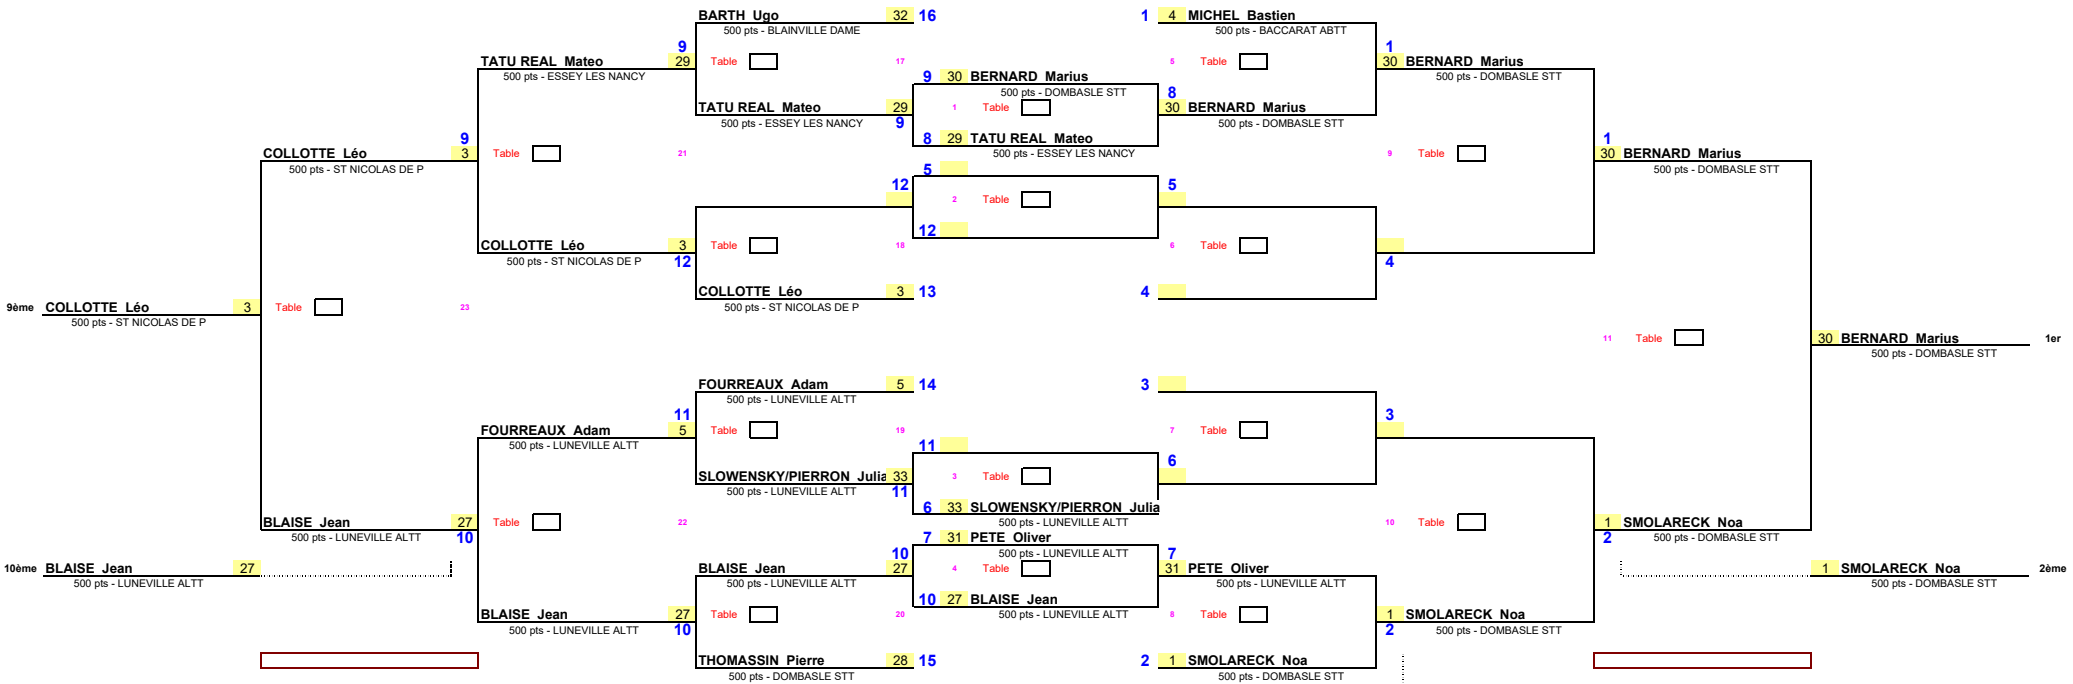 BARTH Ugo 32 16 1 4 MICHEL Bastien
500 pts - BLAINVILLE DAME 500 pts - BACCARAT ABTT
9 1
TATU REAL Mateo 29 Table 17 5 Table 30 BERNARD Marius
500 pts - ESSEY LES NANCY 9 30 BERNARD Marius 500 pts - DOMBASLE STT
500 pts - DOMBASLE STT 8
TATU REAL Mateo 29 1 Table 30 BERNARD Marius
500 pts - ESSEY LES NANCY 9 500 pts - DOMBASLE STT
9 8 29 TATU REAL Mateo 1
COLLOTTE Léo 3 Table 21 500 pts - ESSEY LES NANCY 9 Table 30 BERNARD Marius
500 pts - ST NICOLAS DE P 5 500 pts - DOMBASLE STT
12 5
2 Table
12
COLLOTTE Léo 3 Table 18 6 Table
500 pts - ST NICOLAS DE P 12 4
COLLOTTE Léo 3 13 4
9ème COLLOTTE Léo 3 Table 23 500 pts - ST NICOLAS DE P
500 pts - ST NICOLAS DE P
11 Table 30 BERNARD Marius 1er
500 pts - DOMBASLE STT
FOURREAUX Adam 5 14 3
500 pts - LUNEVILLE ALTT
11 3
FOURREAUX Adam 5 Table 19 7 Table
500 pts - LUNEVILLE ALTT 11
6
SLOWENSKY/PIERRON Julia 33 3 Table
500 pts - LUNEVILLE ALTT 11
6 33 SLOWENSKY/PIERRON Julia
BLAISE Jean 27 Table 22 500 pts - LUNEVILLE ALTT 10 Table 1 SMOLARECK Noa
500 pts - LUNEVILLE ALTT 10 7 31 PETE Oliver 2 500 pts - DOMBASLE STT
10 500 pts - LUNEVILLE ALTT 7
10ème BLAISE Jean 27 BLAISE Jean 27 4 Table 31 PETE Oliver 1 SMOLARECK Noa 2ème
500 pts - LUNEVILLE ALTT 500 pts - LUNEVILLE ALTT 500 pts - LUNEVILLE ALTT 500 pts - DOMBASLE STT
10 27 BLAISE Jean
BLAISE Jean 27 Table 20 500 pts - LUNEVILLE ALTT 8 Table 1 SMOLARECK Noa
500 pts - LUNEVILLE ALTT 10 2 500 pts - DOMBASLE STT
THOMASSIN Pierre 28 15 2 1 SMOLARECK Noa
500 pts - DOMBASLE STT 500 pts - DOMBASLE STT